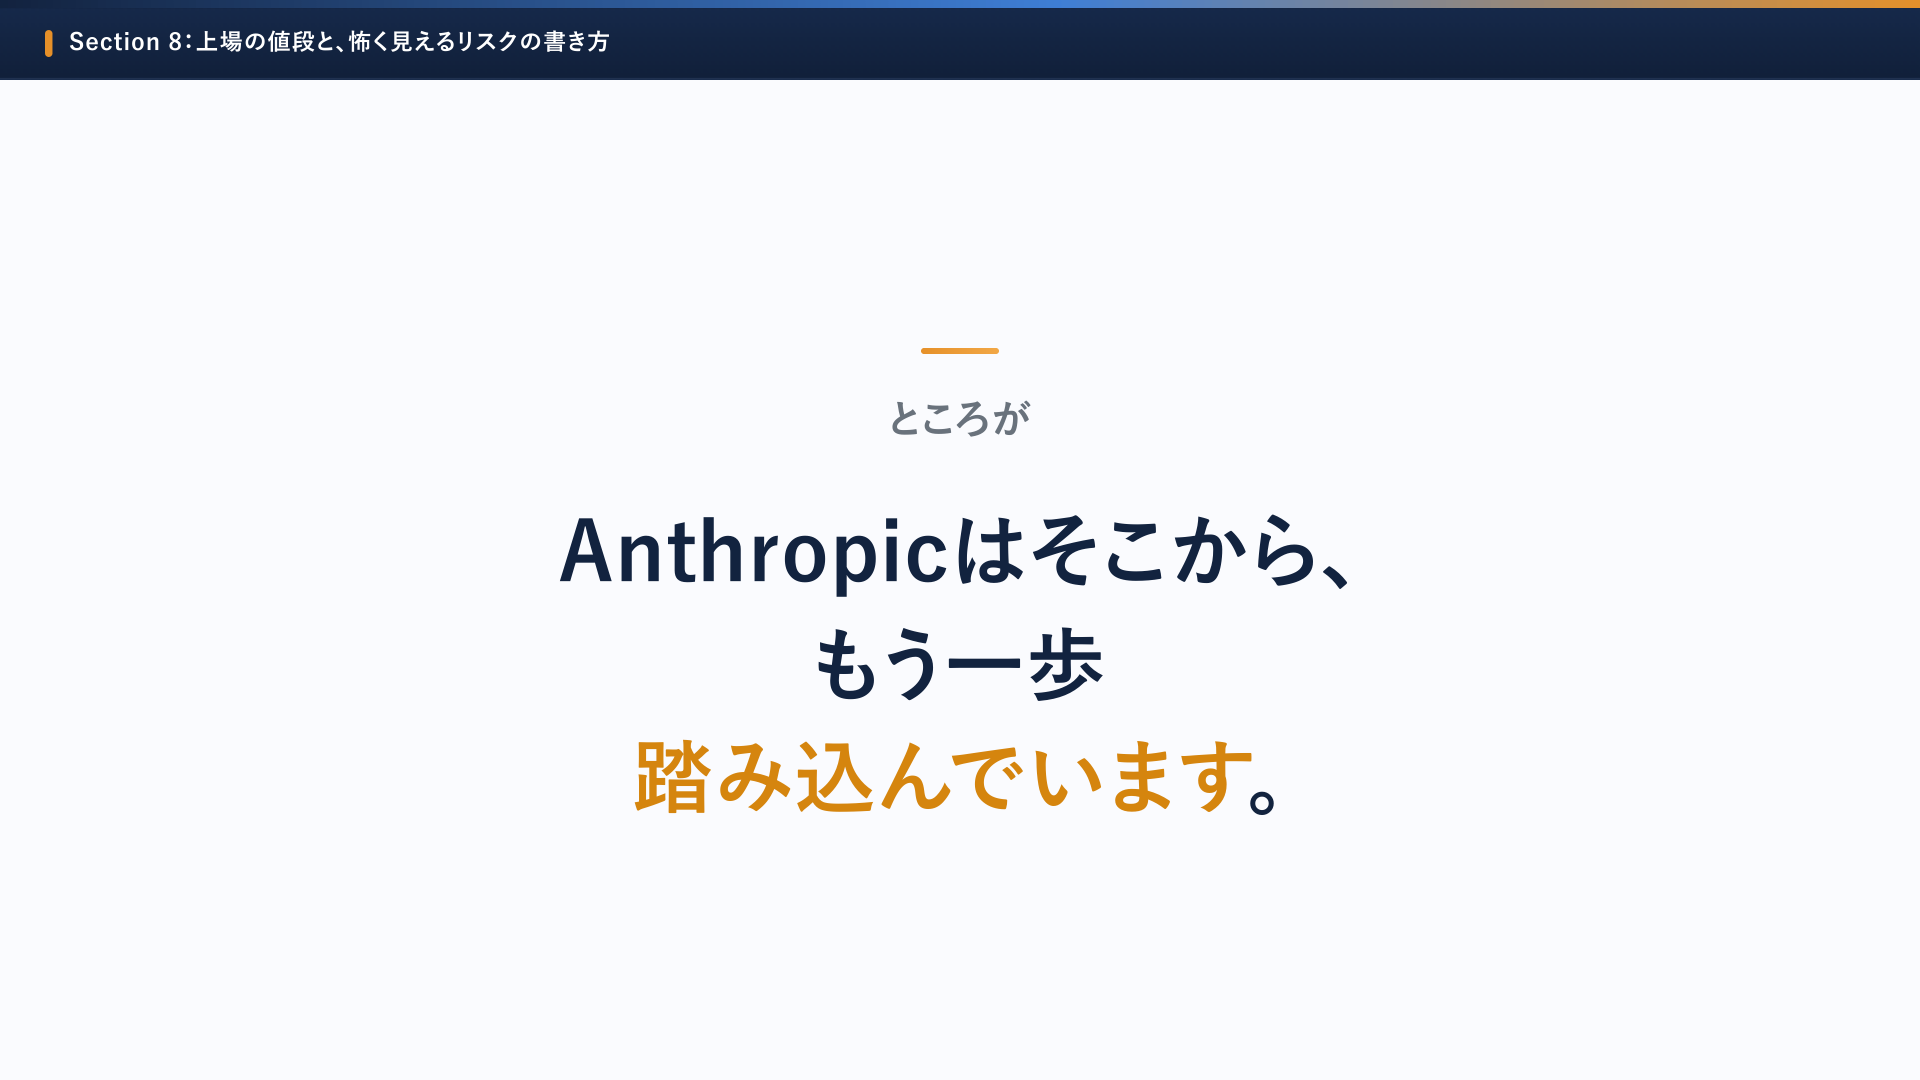 Section 8：上場の値段と、怖く見えるリスクの書き方
ところが
Anthropicはそこから、
もう一歩
踏み込んでいます。